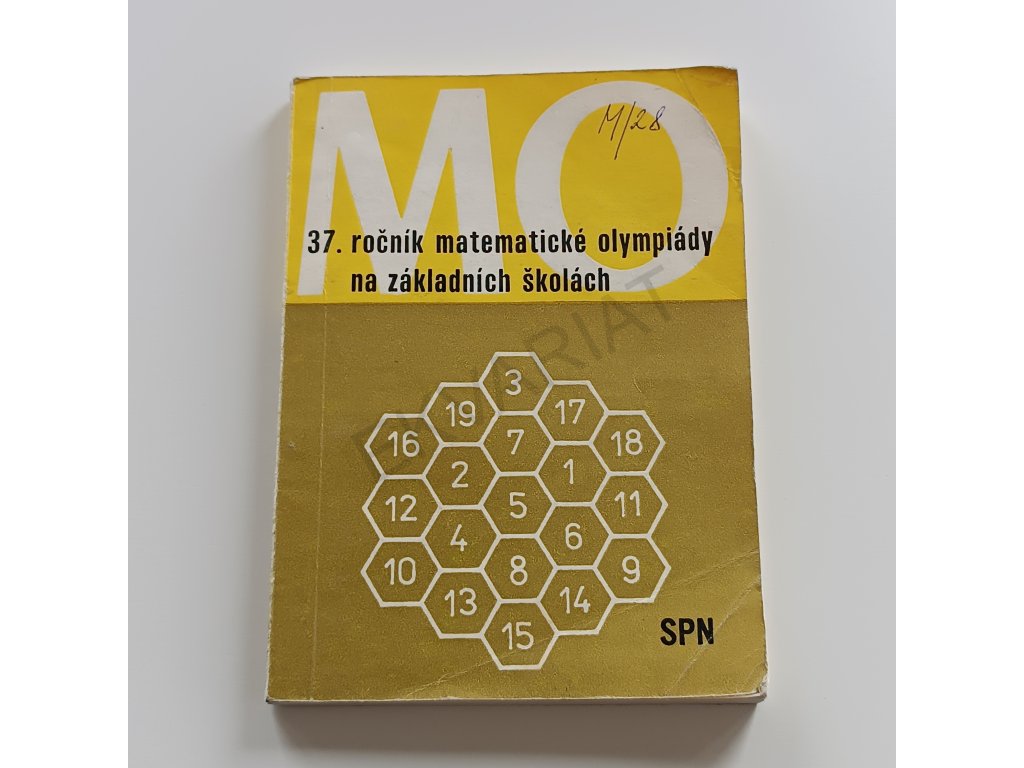 MO
M/28
37. ročník matematické olympiády
na základních školách
3
19 17
16 7 18
2 1
12 5 11
4 6
10 8 9
13 14
15
SPN